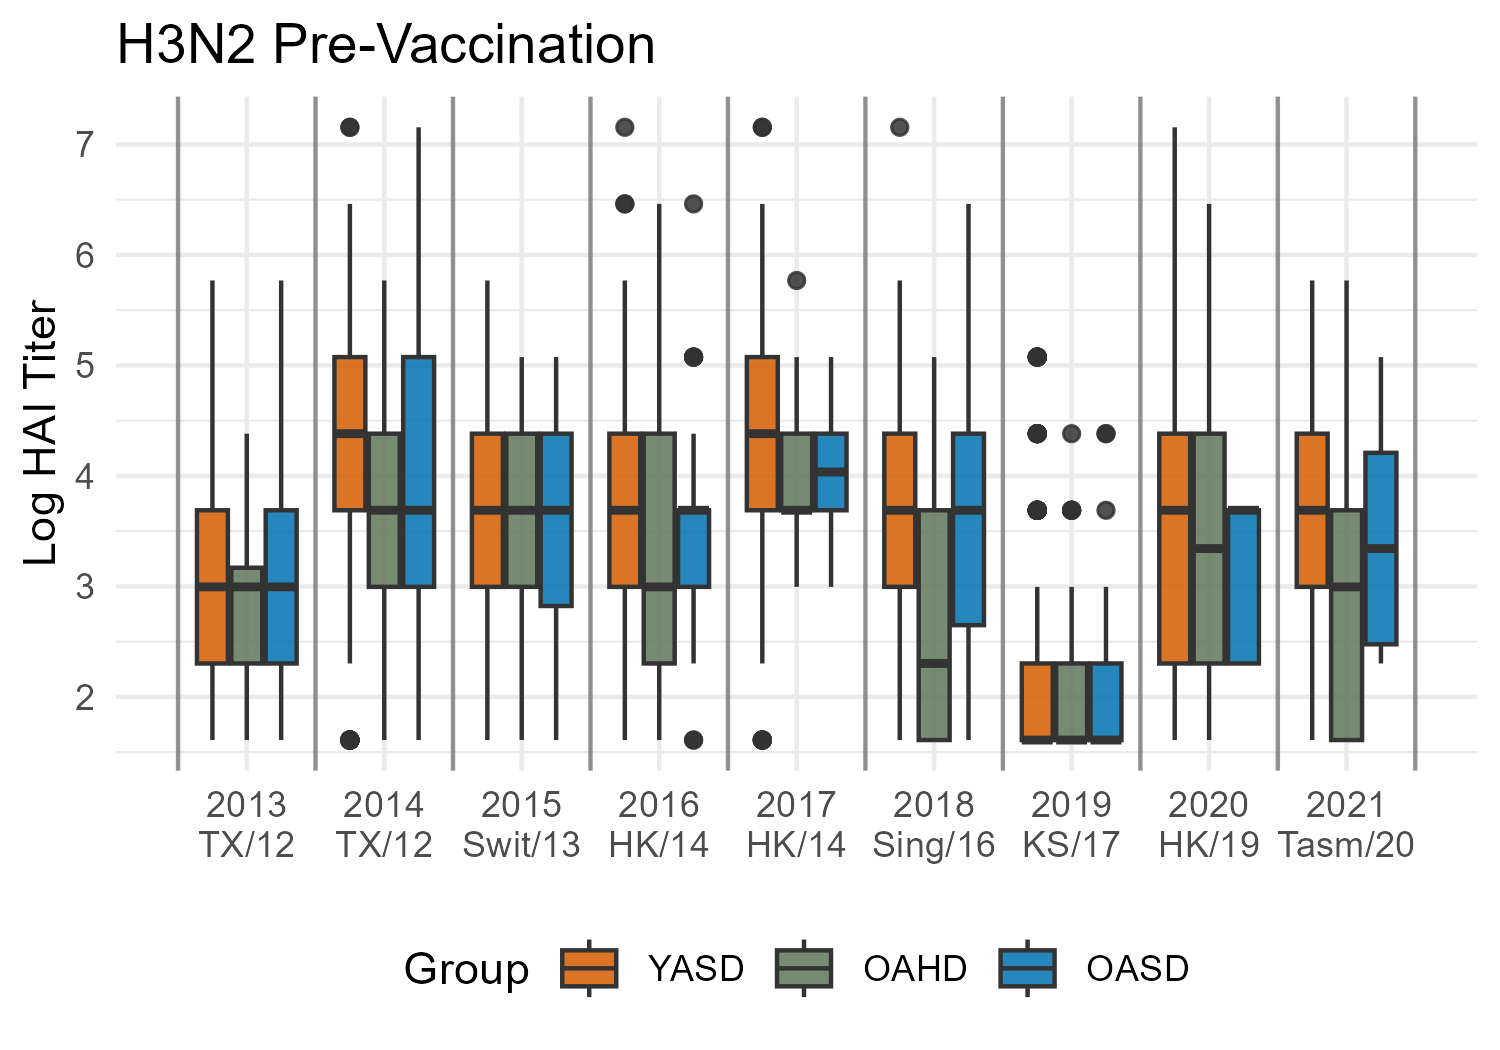 H3N2 Pre-Vaccination
Log HAI Titer
7
6
5
4
3
2
2013 2014 2015 2016 2017 2018 2019 2020 2021
TX/12 TX/12 Swit/13 HK/14 HK/14 Sing/16 KS/17 HK/19 Tasm/20
Group YASD OAHD OASD